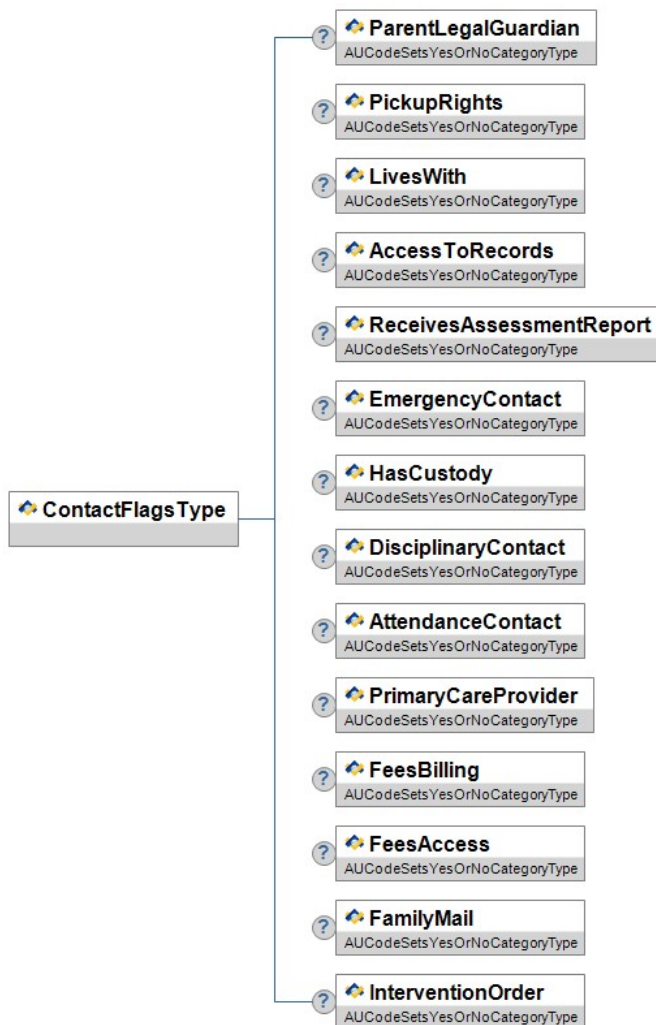 ?
ParentLegalGuardian
AUCodeSetsYesOrNoCategoryType
?
PickupRights
AUCodeSetsYesOrNoCategoryType
?
LivesWith
AUCodeSetsYesOrNoCategoryType
?
AccessToRecords
AUCodeSetsYesOrNoCategoryType
?
ReceivesAssessmentReport
AUCodeSetsYesOrNoCategoryType
?
EmergencyContact
AUCodeSetsYesOrNoCategoryType
?
HasCustody
AUCodeSetsYesOrNoCategoryType
ContactFlagsType
?
DisciplinaryContact
AUCodeSetsYesOrNoCategoryType
?
AttendanceContact
AUCodeSetsYesOrNoCategoryType
?
PrimaryCareProvider
AUCodeSetsYesOrNoCategoryType
?
FeesBilling
AUCodeSetsYesOrNoCategoryType
?
FeesAccess
AUCodeSetsYesOrNoCategoryType
?
FamilyMail
AUCodeSetsYesOrNoCategoryType
?
InterventionOrder
AUCodeSetsYesOrNoCategoryType